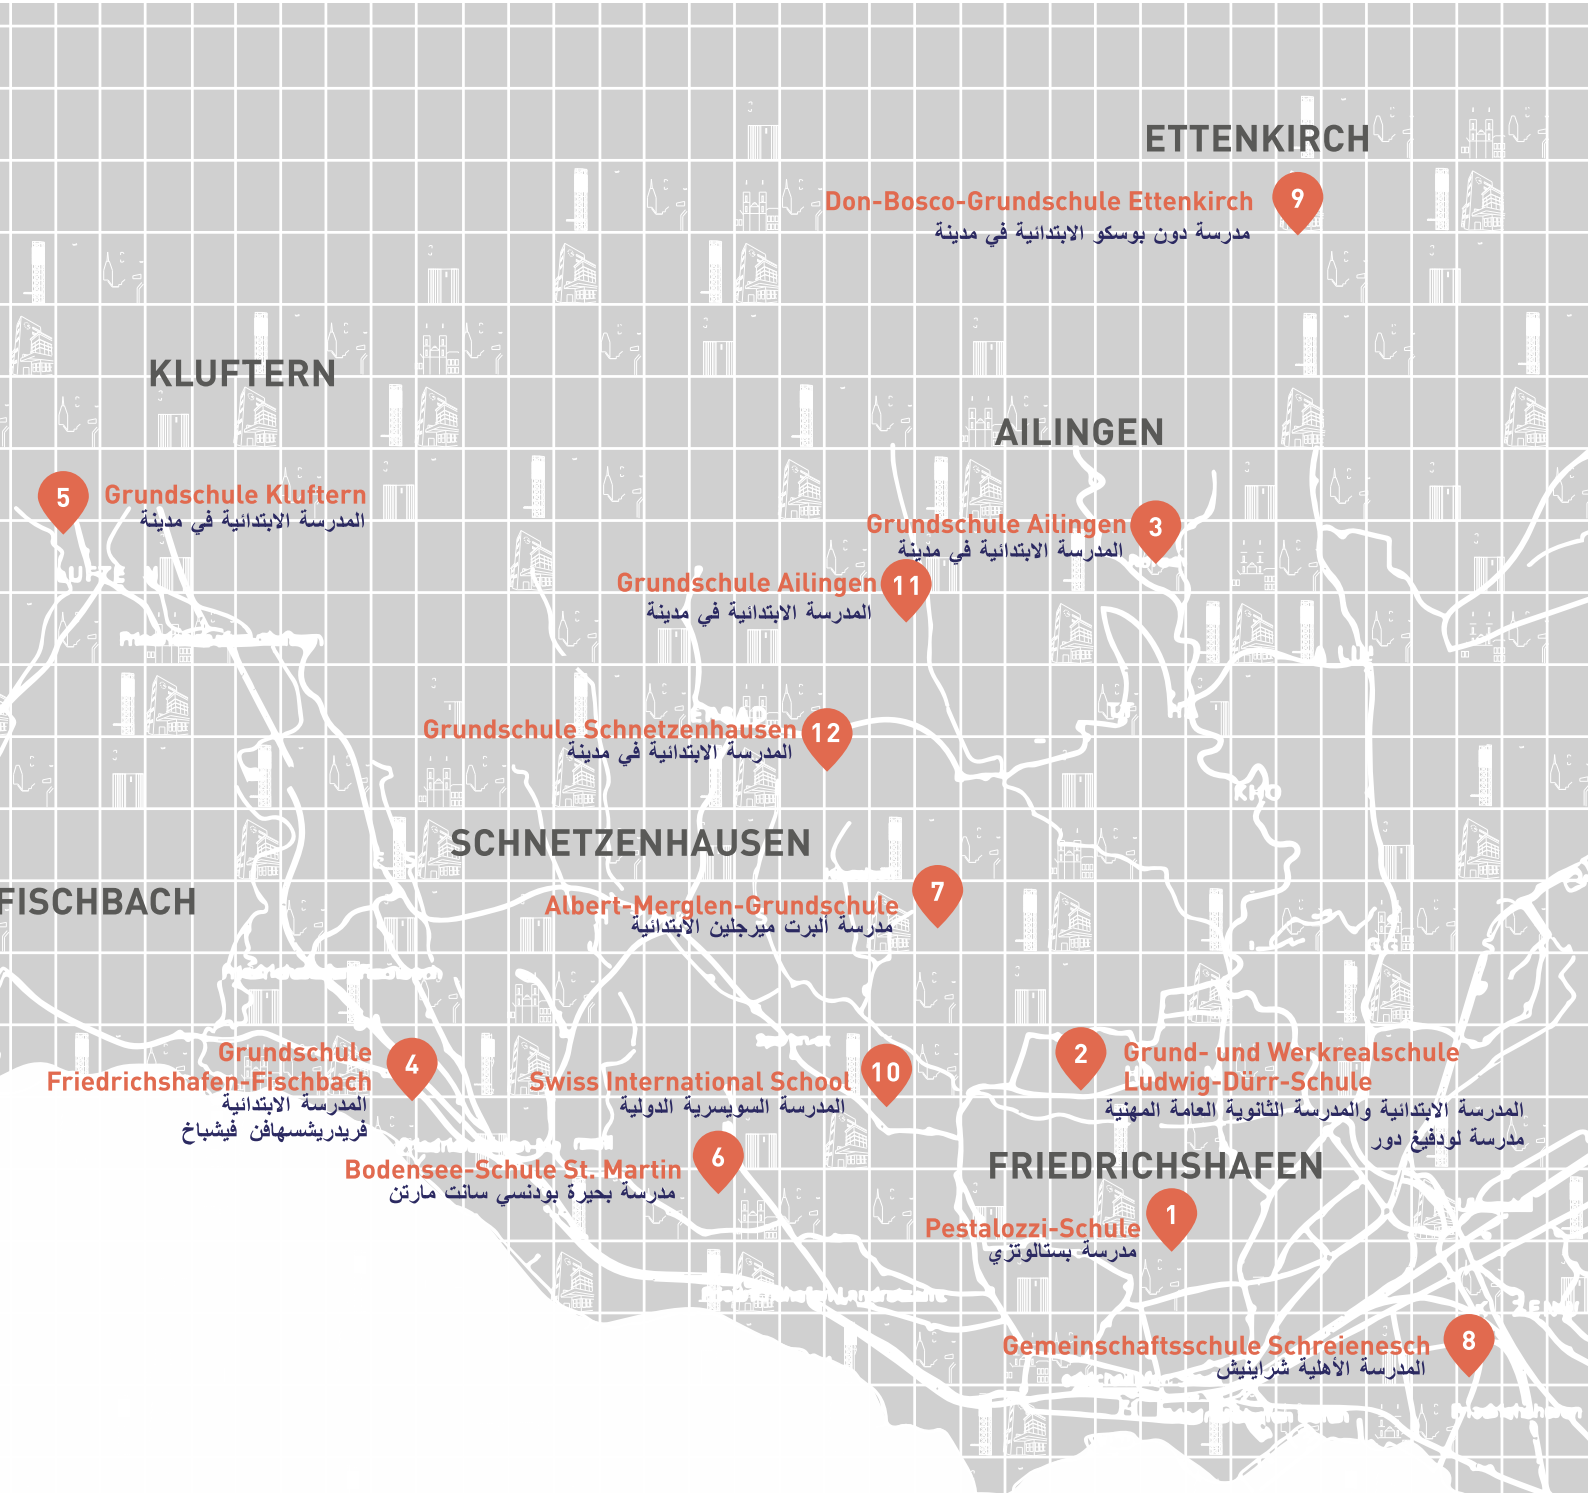 ETTENKIRCH
Don-Bosco-Grundschule Ettenkirch
9
مدرسة دون بوسكو الابتدائية في مدينة
KLUFTERN
AILINGEN
5
Grundschule Kluftern
المدرسة الابتدائية في مدينة
Grundschule Ailingen
3
المدرسة الابتدائية في مدينة
Grundschule Ailingen
11
المدرسة الابتدائية في مدينة
Grundschule Schnetzenhausen
12
المدرسة الابتدائية في مدينة
KHO
SCHNETZENHAUSEN
FISCHBACH
Albert-Merglen-Grundschule
7
مدرسة ألبرت ميرجلين الابتدائية
Grundschule
Friedrichshafen-Fischbach
4
المدرسة الابتدائية
فريدريشسهافن فيشباخ
Swiss International School
10
المدرسة السويسرية الدولية
2
Grund- und Werkrealschule
Ludwig-Dürr-Schule
المدرسة الابتدائية والمدرسة الثانوية العامة المهنية
مدرسة لودفيغ دور
Bodensee-Schule St. Martin
6
مدرسة بحيرة بودنسي سانت مارتن
FRIEDRICHSHAFEN
Pestalozzi-Schule
1
مدرسة بستالوتزي
Gemeinschaftsschule Schreienesch
8
المدرسة الأهلية شراينيش